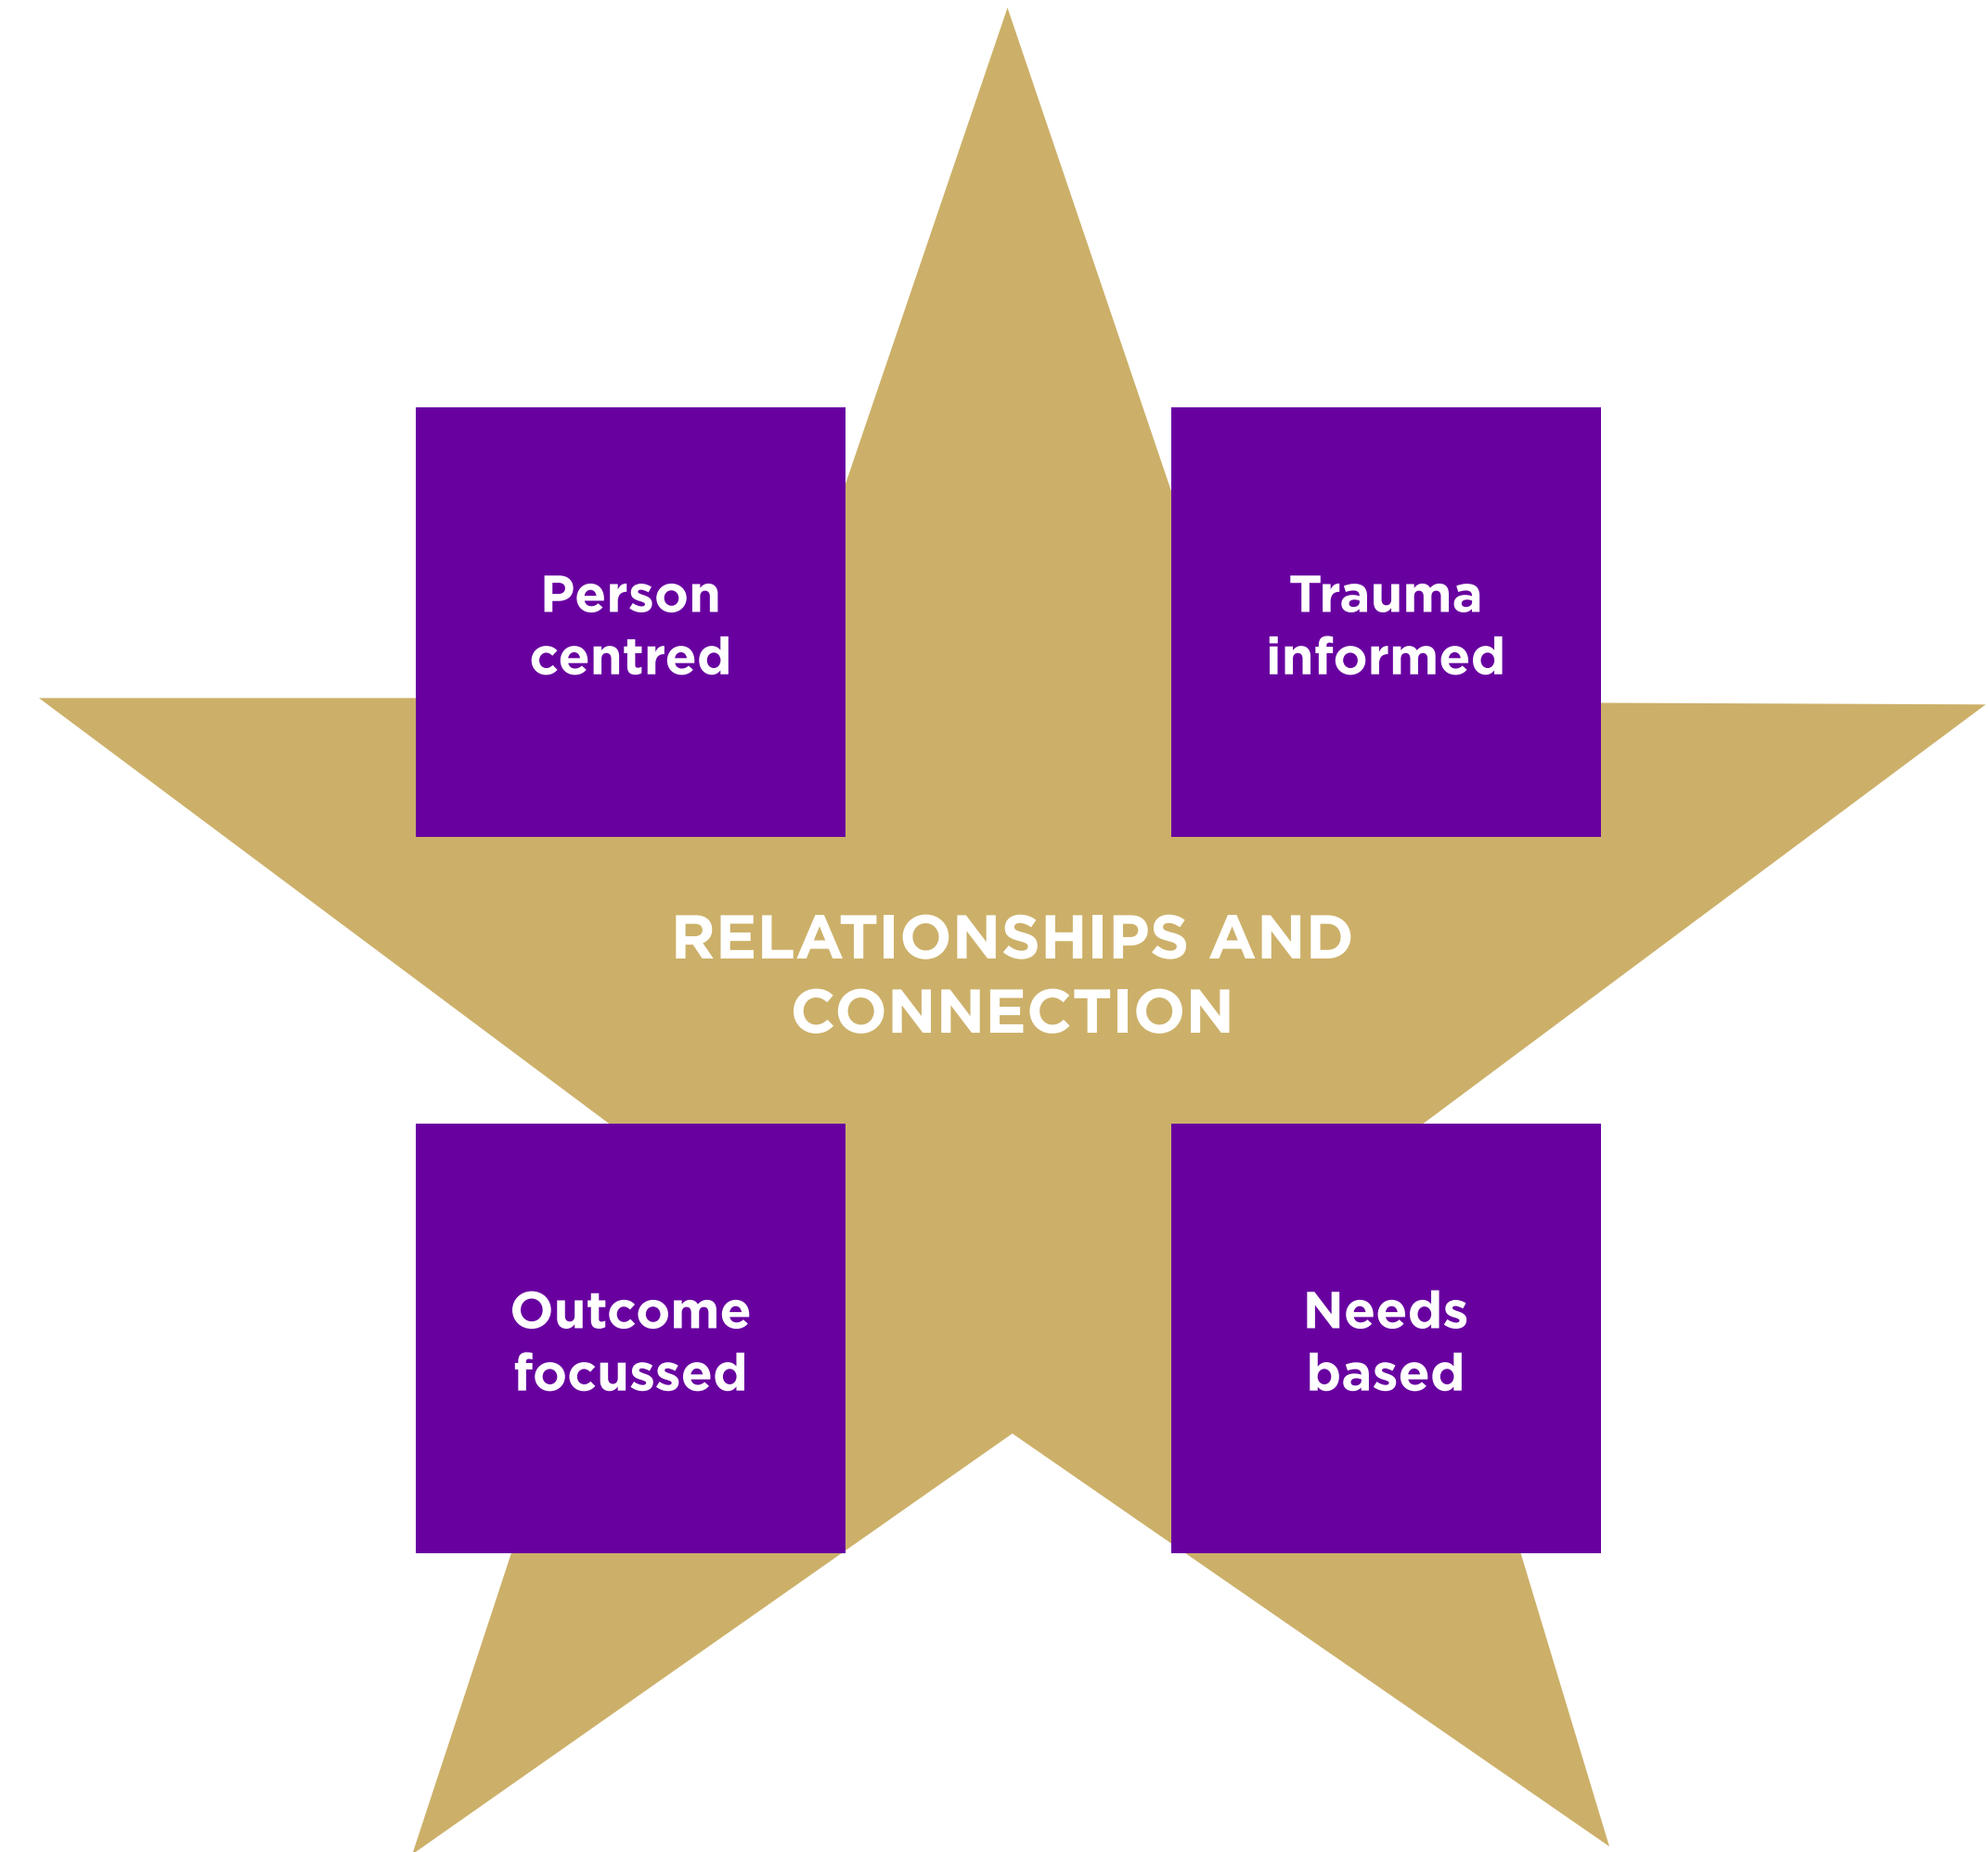 Person
centred
Trauma
informed
RELATIONSHIPS AND
CONNECTION
Outcome
focussed
Needs
based